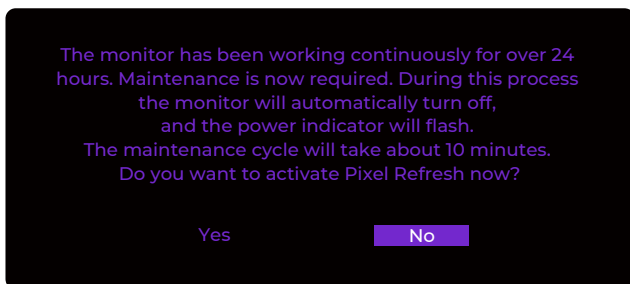 The monitor has been working continuously for over 24
hours. Maintenance is now required. During this process
the monitor will automatically turn off,
and the power indicator will flash.
The maintenance cycle will take about 10 minutes.
Do you want to activate Pixel Refresh now?
Yes No